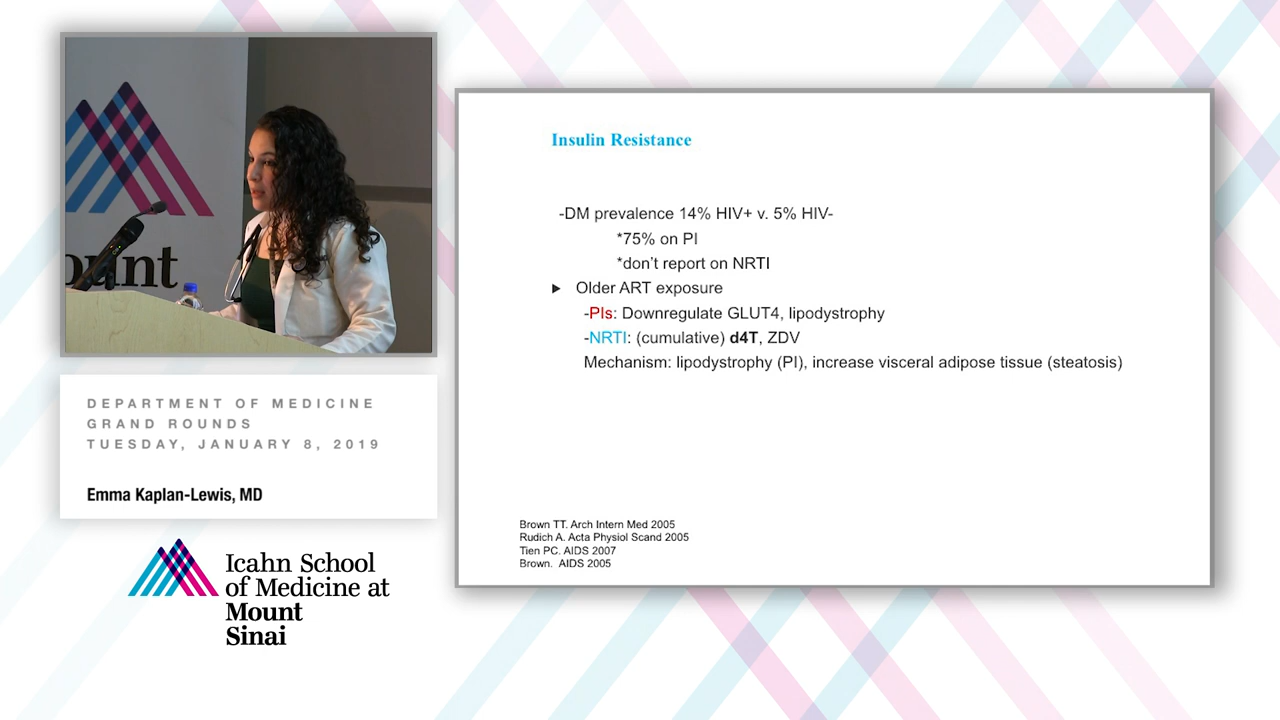 ount
DEPARTMENT OF MEDICINE
GRAND ROUNDS
TUESDAY, JANUARY 8, 2019
Emma Kaplan-Lewis, MD
Icahn School
of Medicine at
Mount
Sinai
Insulin Resistance
-DM prevalence 14% HIV+ v. 5% HIV-
*75% on PI
*don’t report on NRTI
▶ Older ART exposure
-PIs: Downregulate GLUT4, lipodystrophy
-NRTI: (cumulative) d4T, ZDV
Mechanism: lipodystrophy (PI), increase visceral adipose tissue (steatosis)
Brown TT. Arch Intern Med 2005
Rudich A. Acta Physiol Scand 2005
Tien PC. AIDS 2007
Brown. AIDS 2005